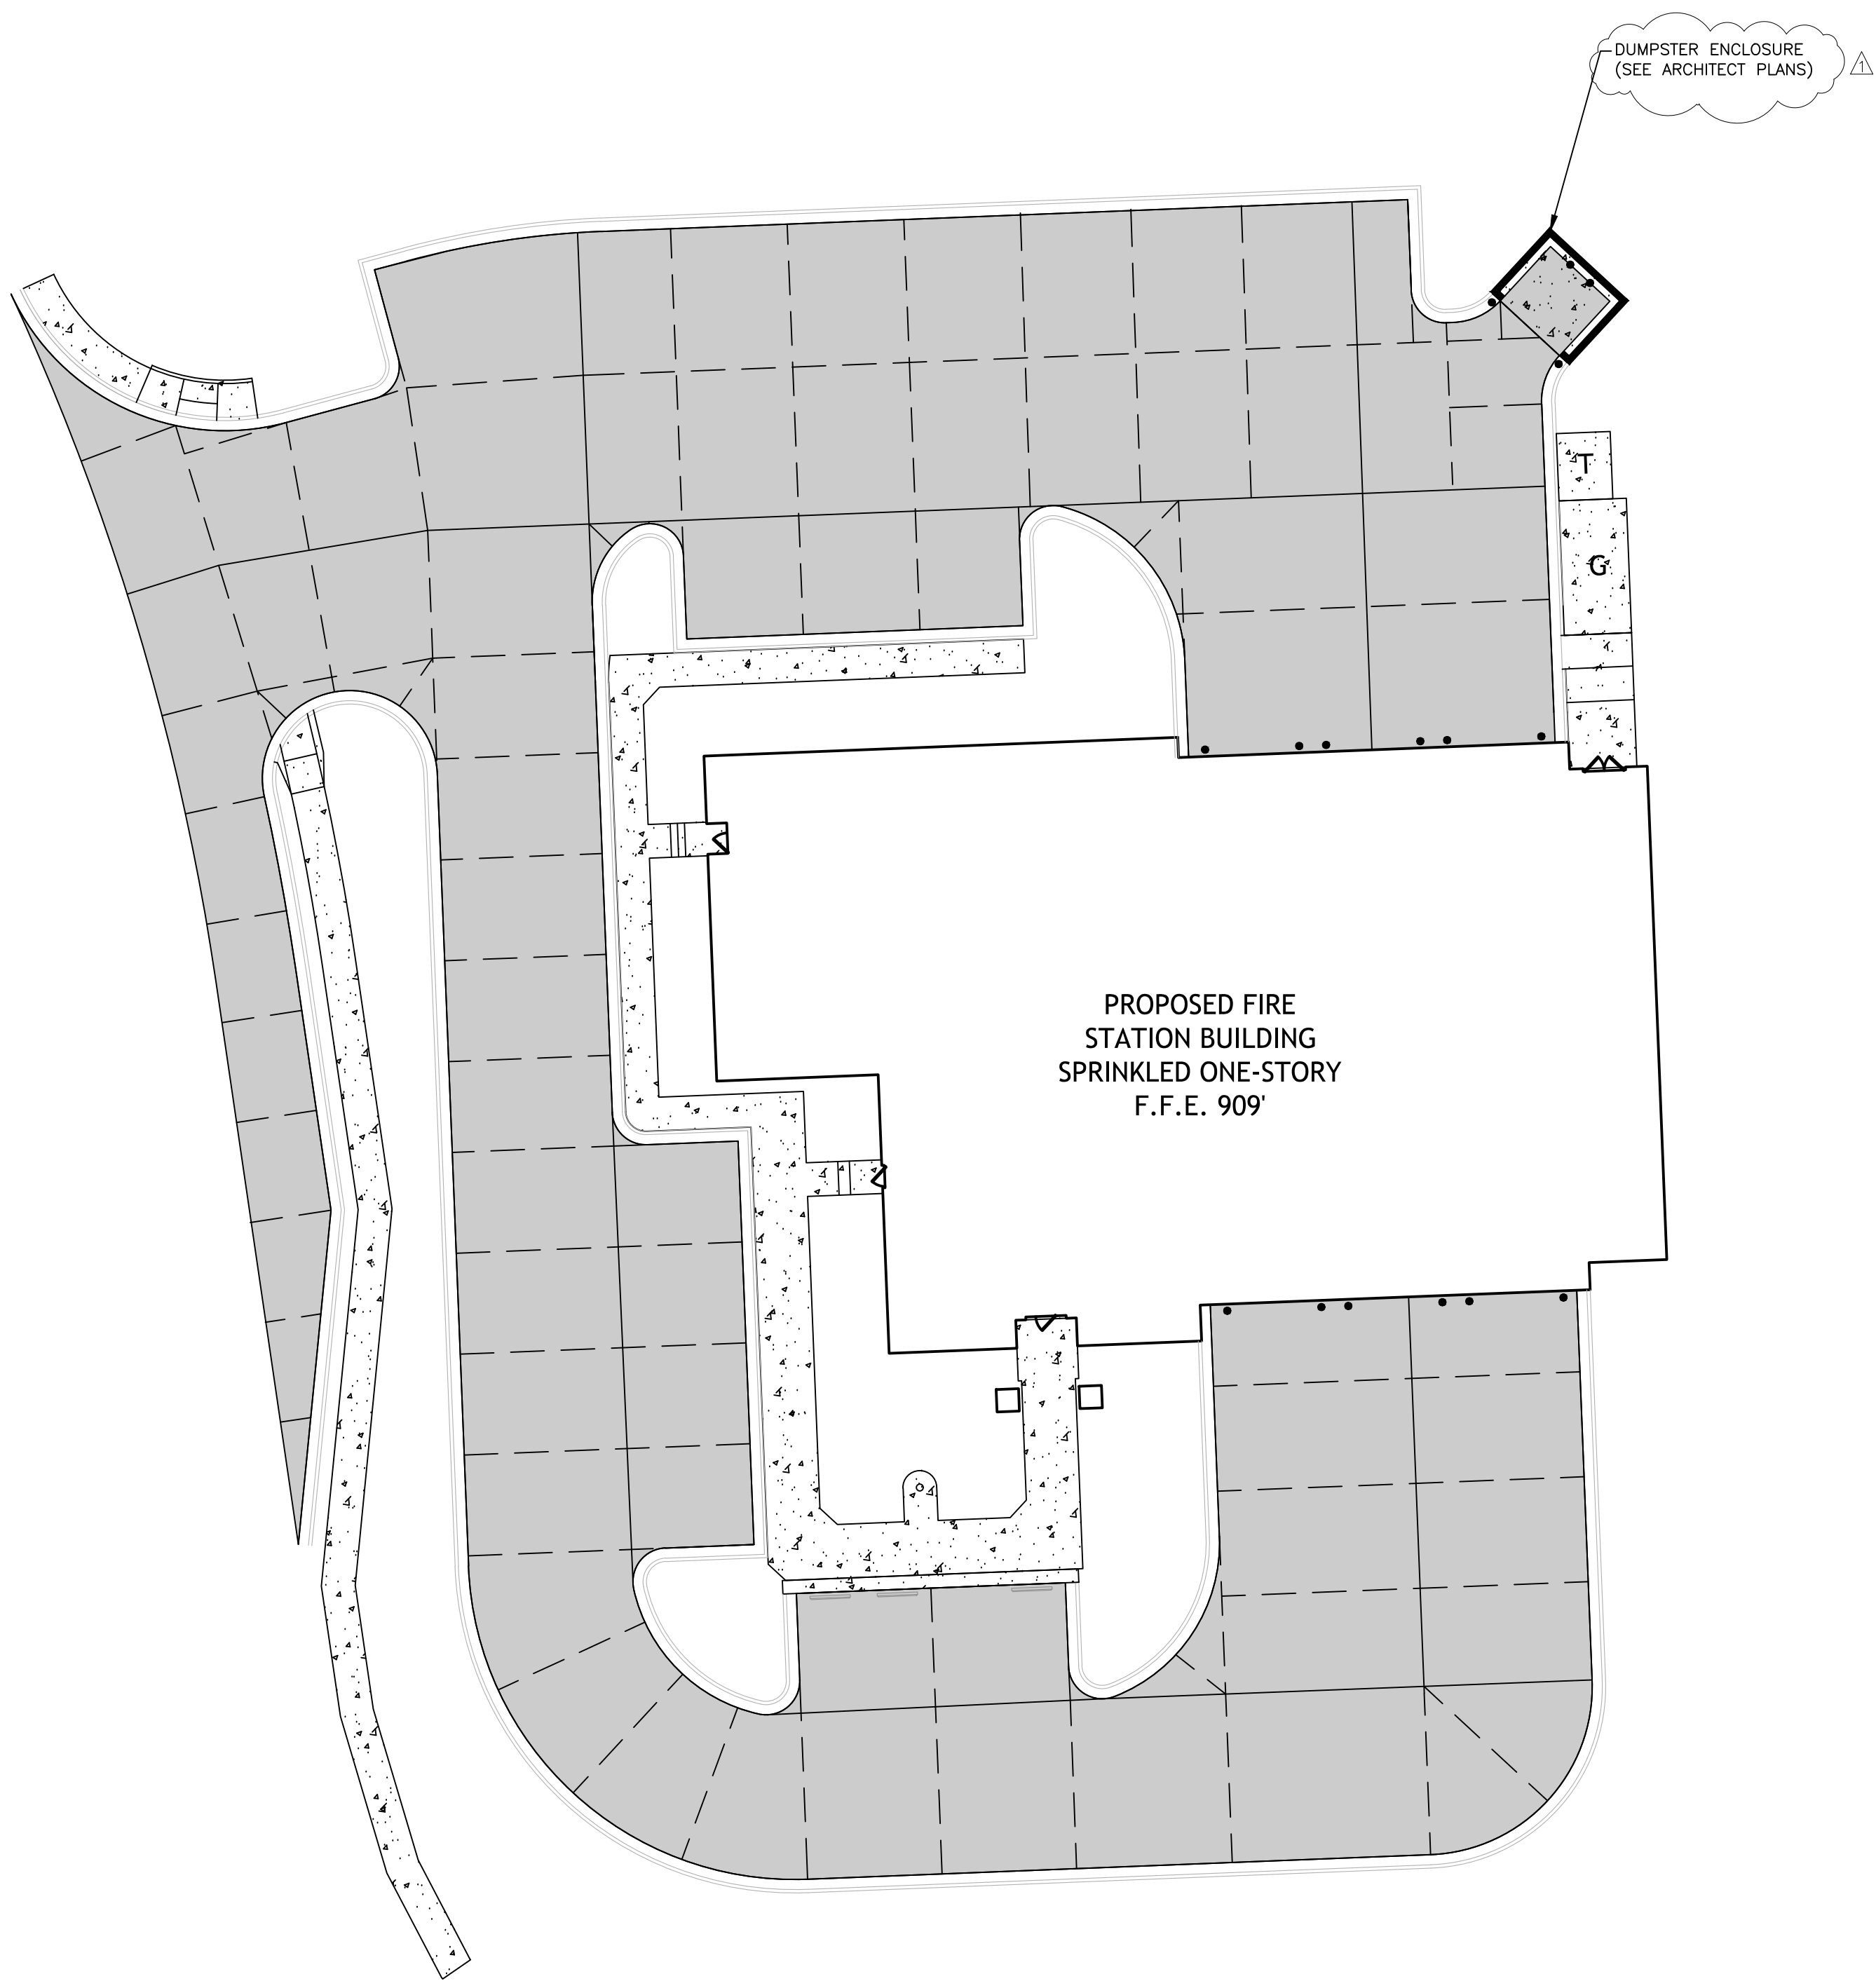 DUMPSTER ENCLOSURE
(SEE ARCHITECT PLANS)
1
T
G
PROPOSED FIRE
STATION BUILDING
SPRINKLED ONE-STORY
F.F.E. 909'